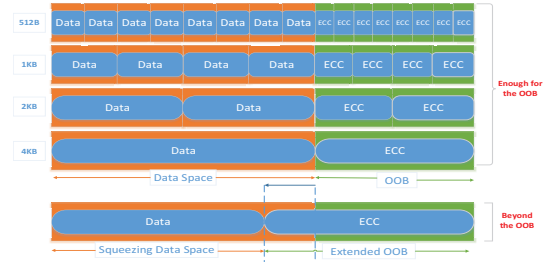 512B Data Data Data Data Data Data Data Data ECC ECC ECC ECC ECC ECC ECC ECC
1KB Data Data Data Data ECC ECC ECC ECC
Enough for
the OOB
2KB Data Data ECC ECC
4KB Data ECC
Data Space OOB
Data ECC
Beyond
the OOB
Squeezing Data Space Extended OOB